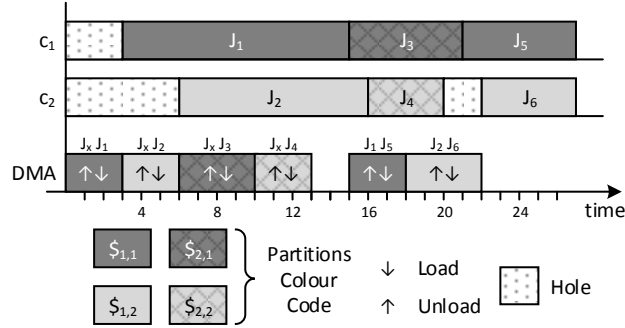 c1 J1 J3 J5
c2 J2 J4 J6
Jx J1 Jx J2 Jx J3 Jx J4 J1 J5 J2 J6
DMA ↑↓ ↑↓ ↑↓ ↑↓ ↑↓ ↑↓
4 8 12 16 20 24 time
$1,1 $2,1 Partitions
Colour ↓ Load Hole
$1,2 $2,2 Code ↑ Unload